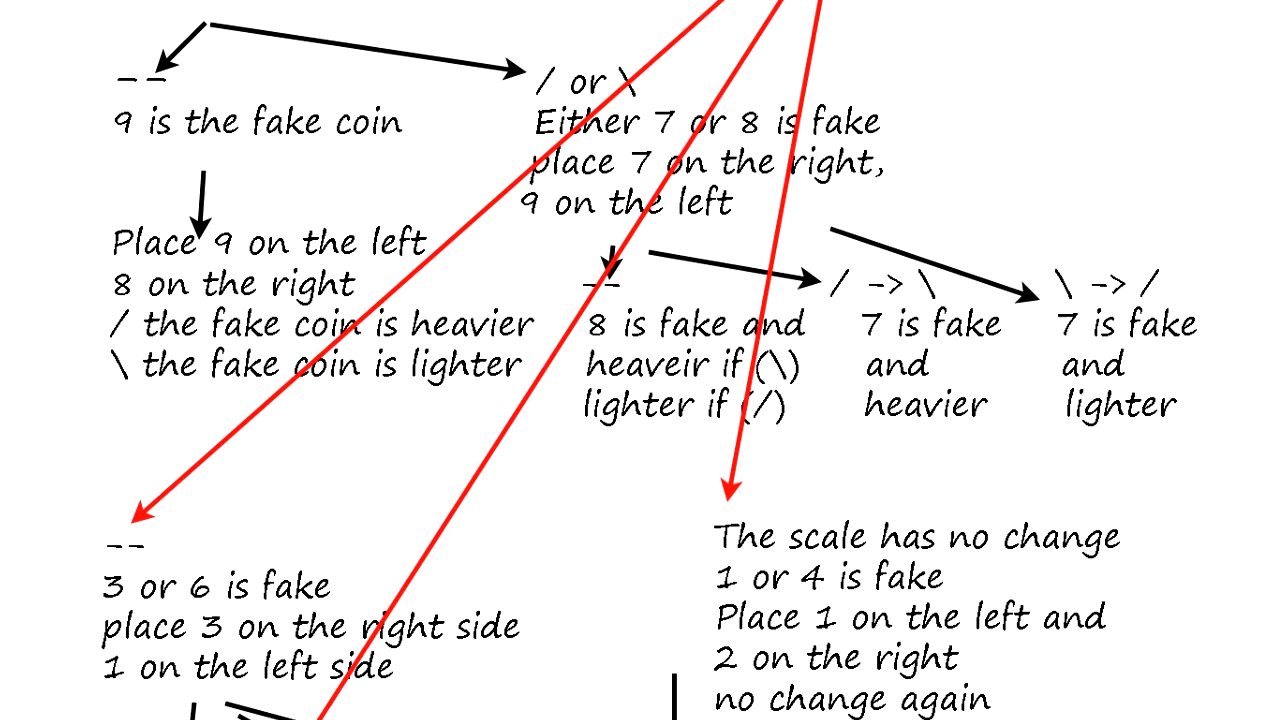 --
9 is the fake coin
Place 9 on the left
8 on the right
/ the fake coin is heavier
\ the fake coin is lighter
/ or \
Either 7 or 8 is fake
place 7 on the right,
9 on the left
--
8 is fake and
heaveir if (\)
lighter if (/)
/ -> \
7 is fake
and
heavier
\ -> /
7 is fake
and
lighter
--
3 or 6 is fake
place 3 on the right side
1 on the left side
The scale has no change
1 or 4 is fake
Place 1 on the left and
2 on the right
no change again